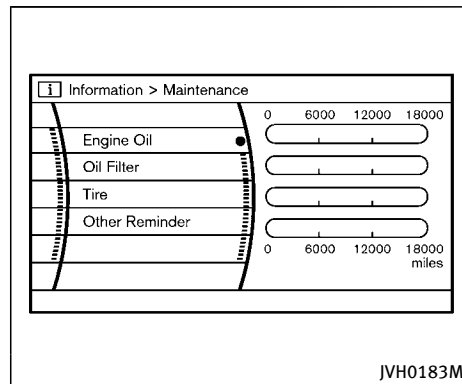 i Information > Maintenance
0 6000 12000 18000
Engine Oil
Oil Filter
Tire
Other Reminder
0 6000 12000 18000
miles
JVH0183M